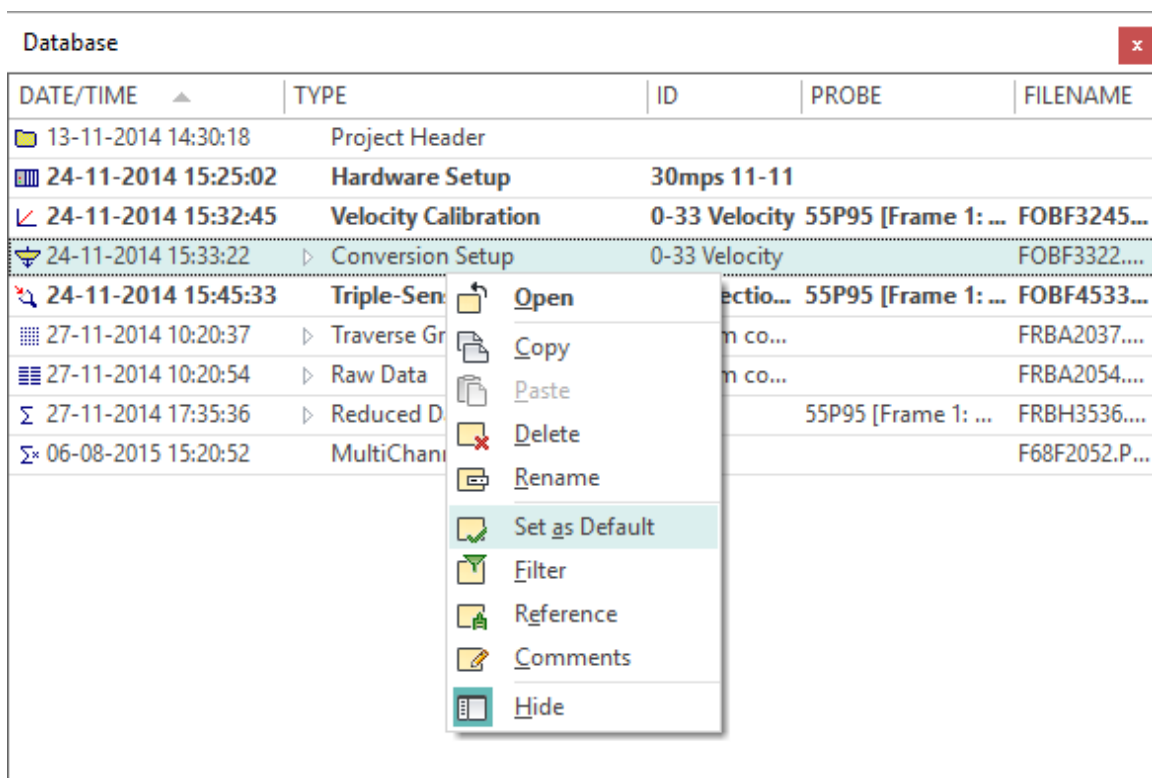 Database
x
DATE/TIME TYPE ID PROBE FILENAME
13-11-2014 14:30:18 Project Header
24-11-2014 15:25:02 Hardware Setup 30mps 11-11
24-11-2014 15:32:45 Velocity Calibration 0-33 Velocity 55P95 [Frame 1: ... FOBF3245...
24-11-2014 15:33:22 Conversion Setup 0-33 Velocity FOBF3322....
24-11-2014 15:45:33 Triple-Sen ectio... 55P95 [Frame 1: ... FOBF4533...
27-11-2014 10:20:37 Traverse Gr m co... FRBA2037....
27-11-2014 10:20:54 Raw Data m co... FRBA2054....
27-11-2014 17:35:36 Reduced D 55P95 [Frame 1: ... FRBH3536....
06-08-2015 15:20:52 MultiChan F68F2052.P...
Open
Copy
Paste
Delete
Rename
Set as Default
Filter
Reference
Comments
Hide